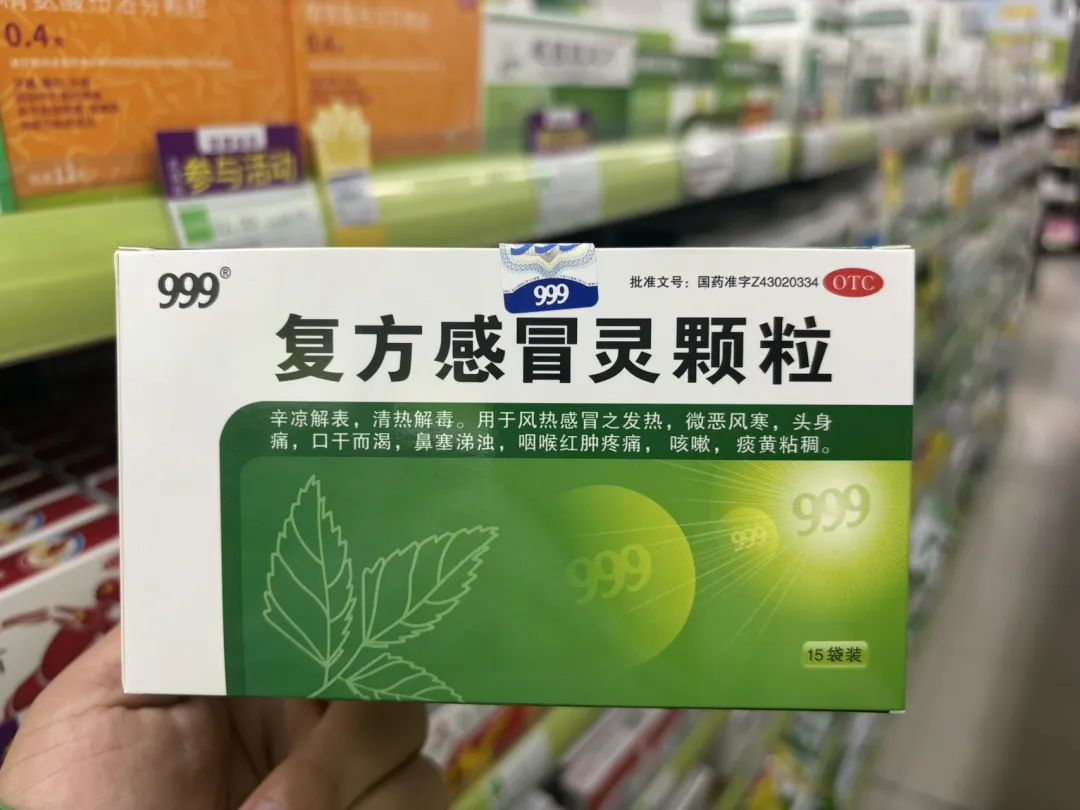 0.4元
参与活动
999®
999
批准文号：国药准字Z43020334
OTC
复方感冒灵颗粒
辛凉解表，清热解毒。用于风热感冒之发热，微恶风寒，头身
痛，口干而渴，鼻塞涕浊，咽喉红肿疼痛，咳嗽，痰黄粘稠。
999
999
999
15袋装